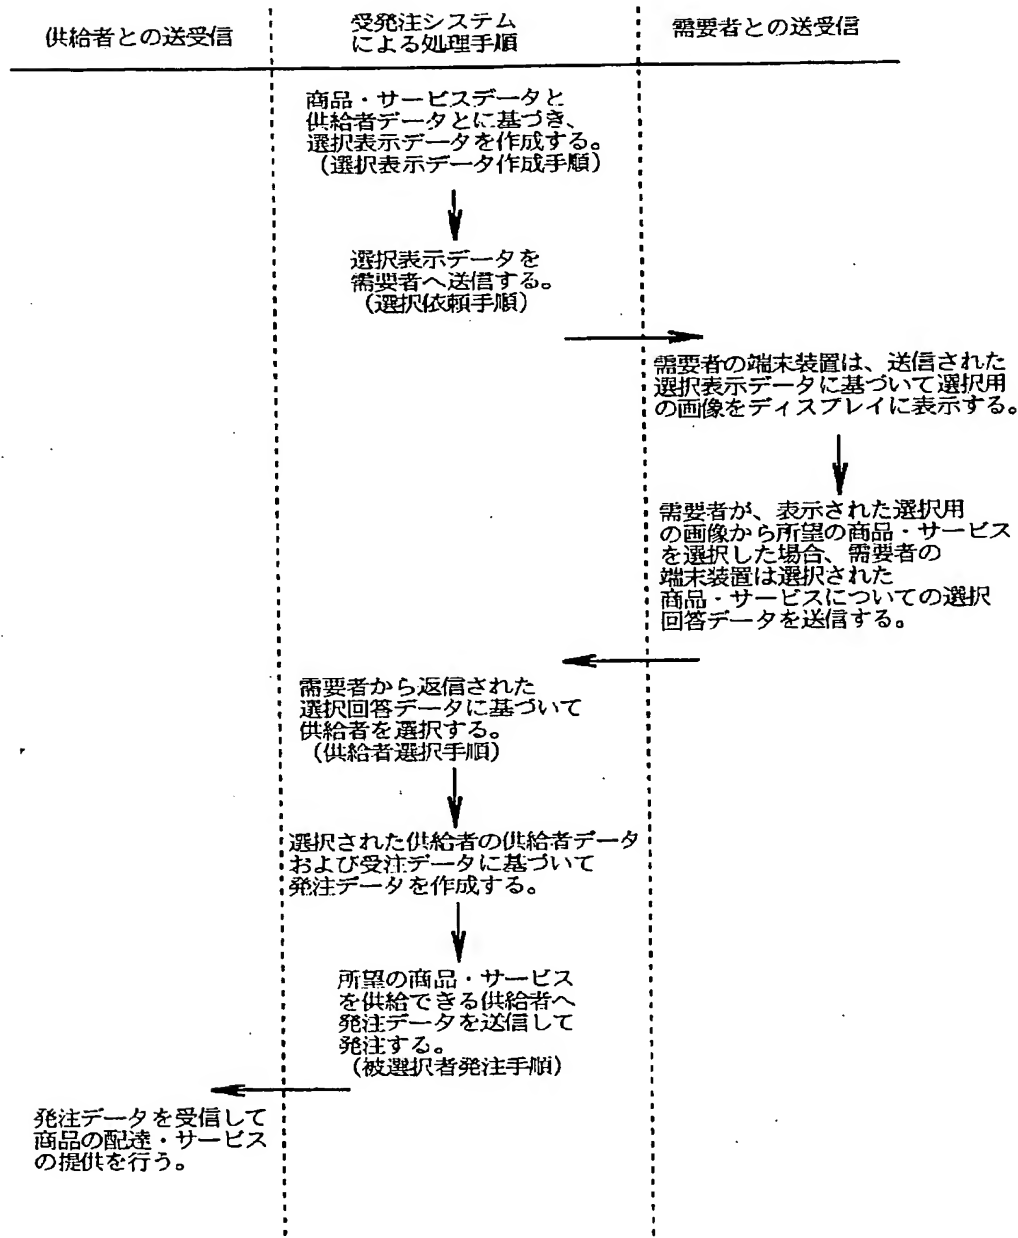 供給者との送受信
受発注システム
による処理手順
需要者との送受信
商品・サービスデータと
供給者データとに基づき、
選択表示データを作成する。
(選択表示データ作成手順)
選択表示データを
需要者へ送信する。
(選択依頼手順)
需要者の端末装置は、送信された
選択表示データに基づいて選択用
の画像をディスプレイに表示する。
需要者が、表示された選択用
の画像から所望の商品・サービス
を選択した場合、需要者の
端末装置は選択された
商品・サービスについての選択
回答データを送信する。
需要者から返信された
選択回答データに基づいて
供給者を選択する。
(供給者選択手順)
選択された供給者の供給者データ
および受注データに基づいて
発注データを作成する。
所望の商品・サービス
を供給できる供給者へ
発注データを送信して
発注する。
(被選択者発注手順)
発注データを受信して
商品の配達・サービス
の提供を行う。